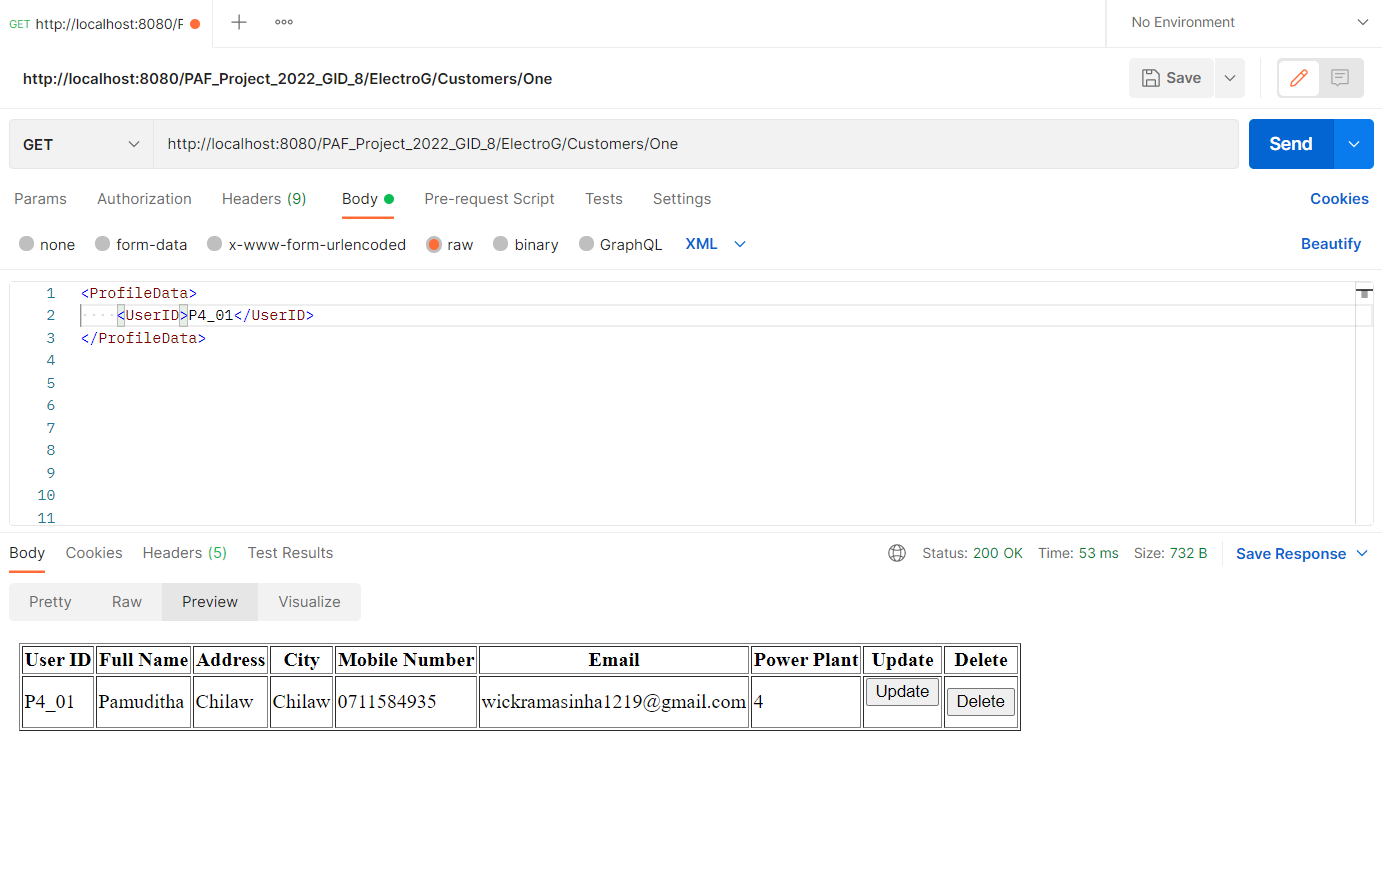 GET http://localhost:8080/P
No Environment
http://localhost:8080/PAF_Project_2022_GID_8/ElectroG/Customers/One
Save
GET http://localhost:8080/PAF_Project_2022_GID_8/ElectroG/Customers/One Send
Params Authorization Headers (9) Body Pre-request Script Tests Settings Cookies
none form-data x-www-form-urlencoded raw binary GraphQL XML Beautify
1 <ProfileData>
2 ····<UserID>P4_01</UserID>
3 </ProfileData>
4
5
6
7
8
9
10
11
Body Cookies Headers (5) Test Results Status: 200 OK Time: 53 ms Size: 732 B Save Response
Pretty Raw Preview Visualize
User ID Full Name Address City Mobile Number Email Power Plant Update Delete
P4_01 Pamuditha Chilaw Chilaw 0711584935 wickramasinha1219@gmail.com 4 Update Delete